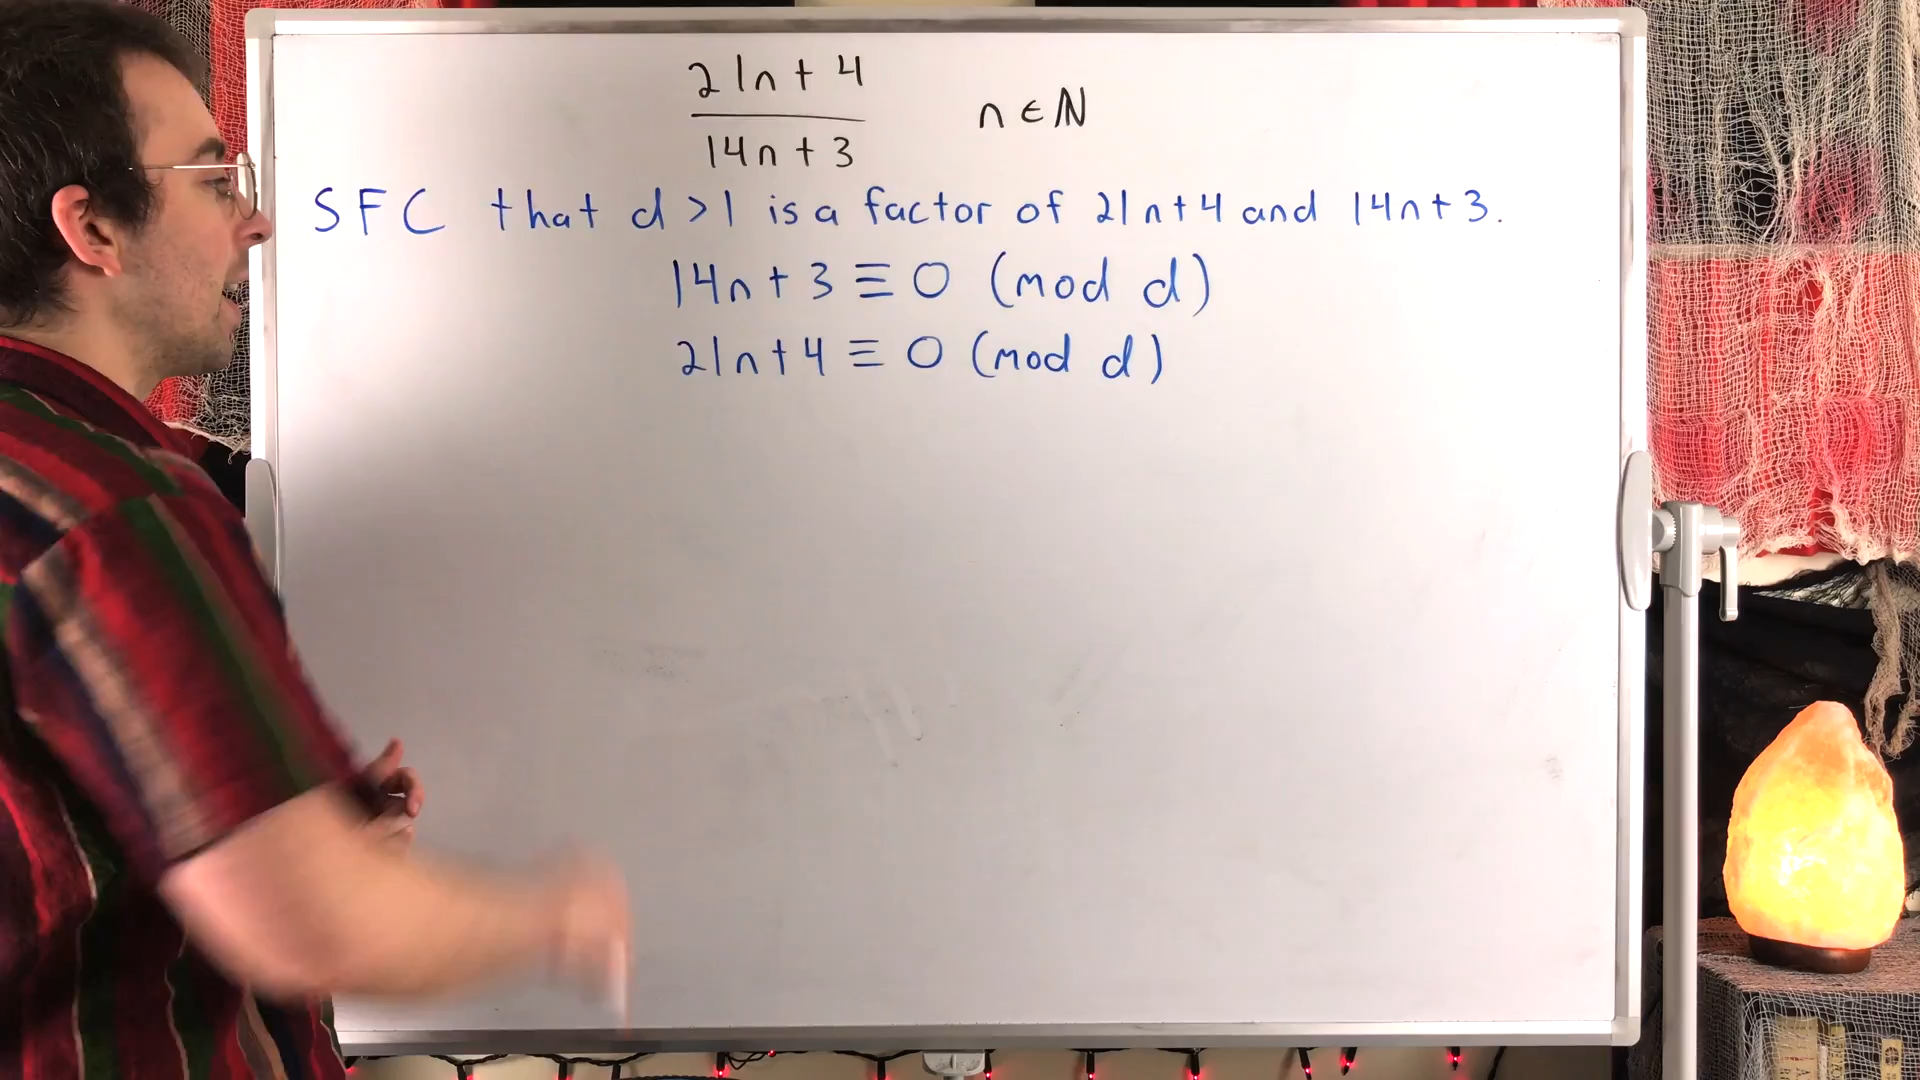 21n + 4
14n + 3
n ∈ ℕ
SFC that d > 1 is a factor of 21n + 4 and 14n + 3.
14n + 3 ≡ 0 (mod d)
21n + 4 ≡ 0 (mod d)